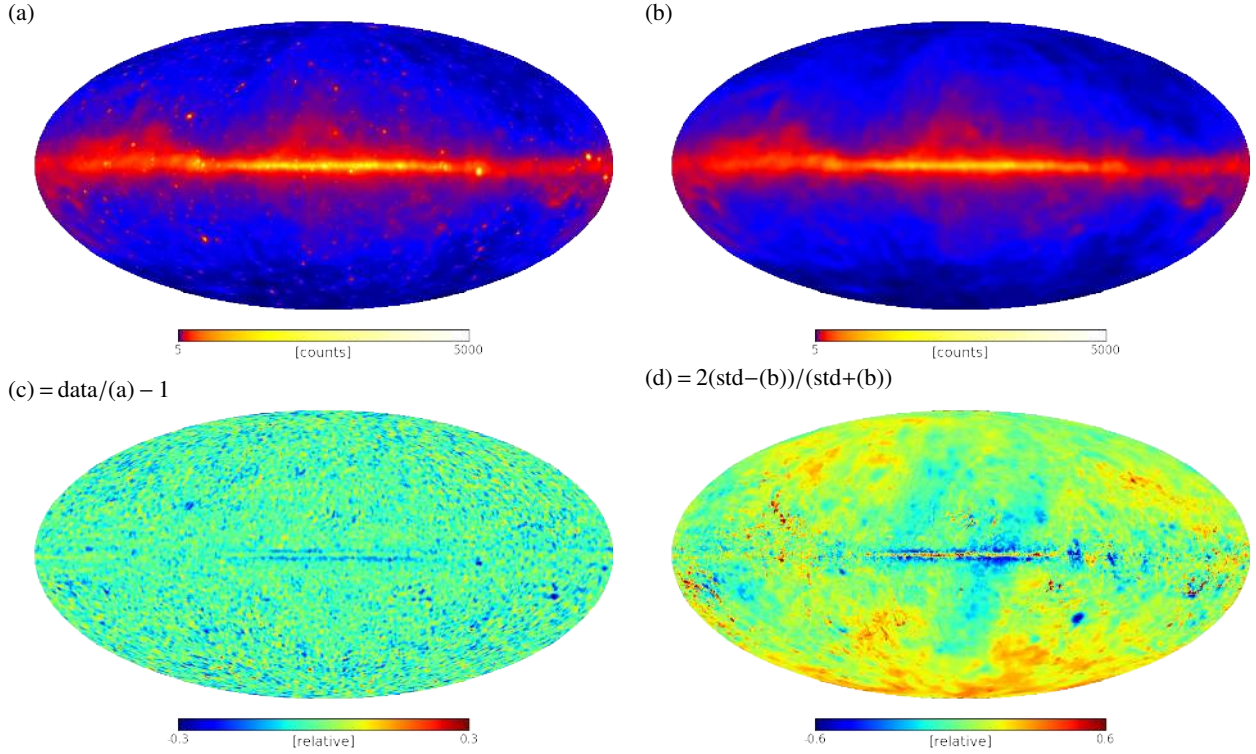 (a)
(b)
5 [counts] 5000
5 [counts] 5000
(c) = data/(a) − 1
(d) = 2(std−(b))/(std+(b))
-0.3 [relative] 0.3
-0.6 [relative] 0.6